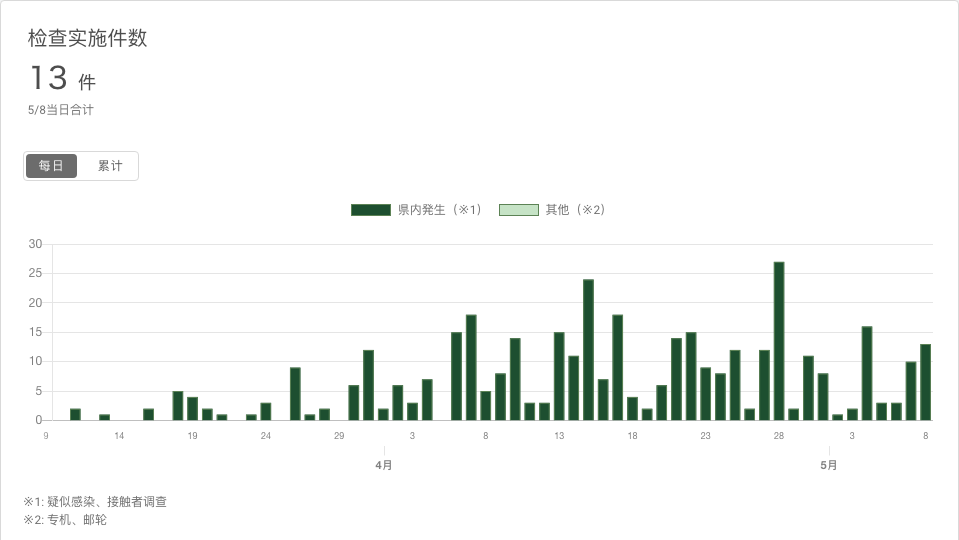 检查实施件数
13 件
5/8当日合计
每日 累计
県内発生（※1） 其他（※2）
30
25
20
15
10
5
0
9 14 19 24 29 3 8 13 18 23 28 3 8
4月 5月
※1: 疑似感染、接触者调查
※2: 专机、邮轮